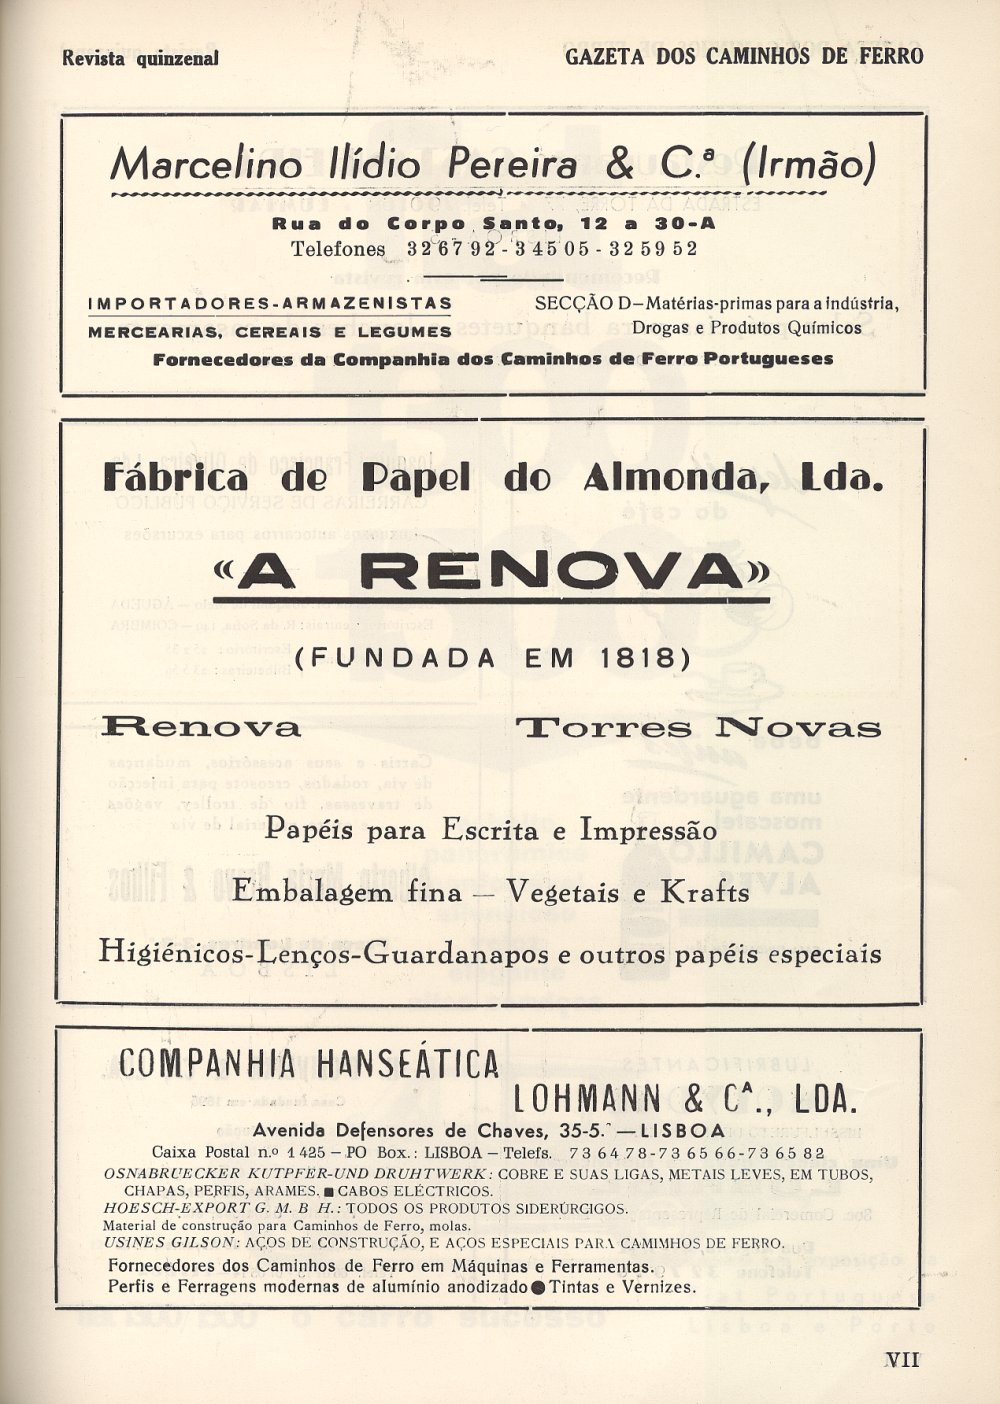 Revista quinzenal
GAZETA DOS CAMINHOS DE FERRO
Marcelino Ilídio Pereira & C.ª (Irmão)
Rua do Corpo Santo, 12 a 30-A
Telefones 32 67 92 - 3 45 05 - 32 59 52
IMPORTADORES-ARMAZENISTAS
MERCEARIAS, CEREAIS E LEGUMES
SECÇÃO D—Matérias-primas para a Indústria,
Drogas e Produtos Químicos
Fornecedores da Companhia dos Caminhos de Ferro Portugueses
Fábrica de Papel do Almonda, Lda.
«A RENOVA»
(FUNDADA EM 1818)
Renova Torres Novas
Papéis para Escrita e Impressão
Embalagem fina — Vegetais e Krafts
Higiénicos-Lenços-Guardanapos e outros papéis especiais
COMPANHIA HANSEÁTICA
LOHMANN & Cª., LDA.
Avenida Defensores de Chaves, 35-5.° — LISBOA
Caixa Postal n.º 1425 — PO Box.: LISBOA — Telefs. 73 64 78-73 65 66-73 65 82
OSNABRUECKER KUTPFER-UND DRUHTWERK: COBRE E SUAS LIGAS, METAIS LEVES, EM TUBOS,
CHAPAS, PERFIS, ARAMES. ■ CABOS ELÉCTRICOS.
HOESCH-EXPORT G. M. B H.: TODOS OS PRODUTOS SIDERÚRCIGOS.
Material de construção para Caminhos de Ferro, molas.
USINES GILSON: AÇOS DE CONSTRUÇÃO, E AÇOS ESPECIAIS PARA CAMIMHOS DE FERRO.
Fornecedores dos Caminhos de Ferro em Máquinas e Ferramentas.
Perfis e Ferragens modernas de alumínio anodizado ● Tintas e Vernizes.
VII